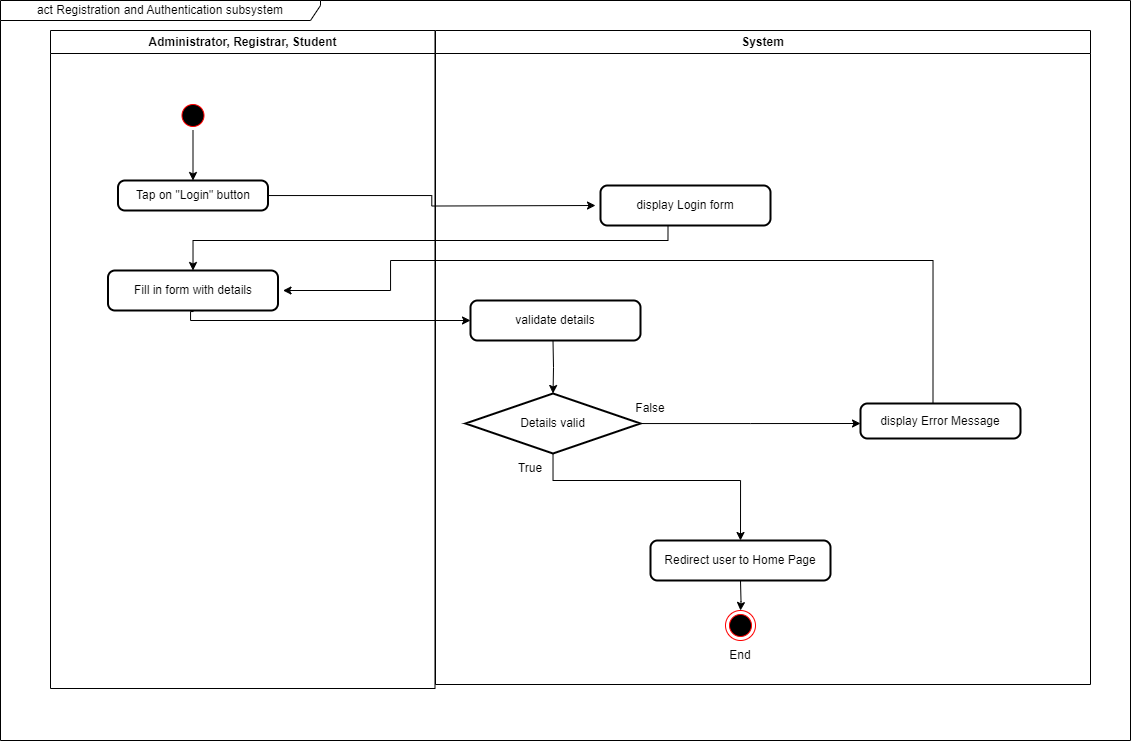 act Registration and Authentication subsystem
Administrator, Registrar, Student
System
Tap on "Login" button
display Login form
Fill in form with details
validate details
Details valid
False
display Error Message
True
Redirect user to Home Page
End